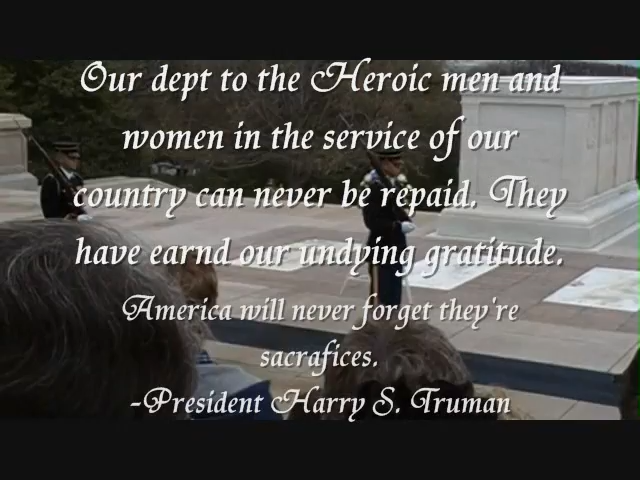 Our dept to the Heroic men and
women in the service of our
country can never be repaid. They
have earnd our undying gratitude.
America will never forget they're
sacrafices.
-President Harry S. Truman